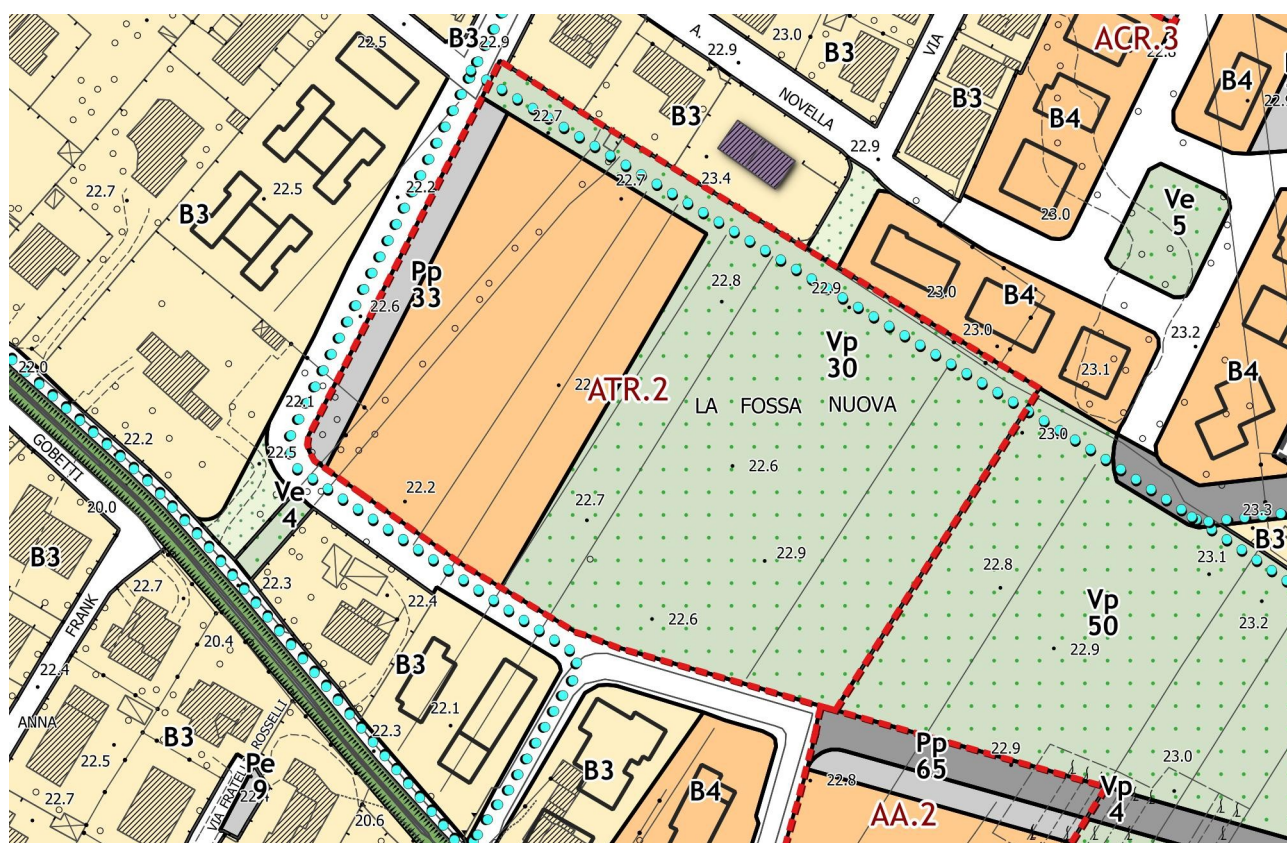 B3
22.9
22.5
A.
22.9
23.0
B3
VIA
ACR.3
22.8
B4
B4
B3
NOVELLA
22.7
B3
22.9
22.7
22.5
22.2
22.7
23.4
23.0
Ve
5
B3
Pp
33
22.6
22.8
22.9
23.0
B4
23.0
23.2
Vp
30
23.1
B4
22.0
22.1
ATR.2
LA FOSSA NUOVA
22.2
22.5
23.0
GOBETTI
Ve
4
22.6
22.2
20.0
22.7
23.3
B3
B3
22.9
22.8
23.1
22.7
22.3
22.4
Vp
50
23.2
FRANK
20.4
22.6
22.9
22.4
B3
22.1
ANNA
B3
22.3
VIA FRATELLI ROSSELLI
Pe
9
22.5
B3
Pp
65
22.9
23.0
22.7
B4
22.8
Vp
4
20.6
AA.2